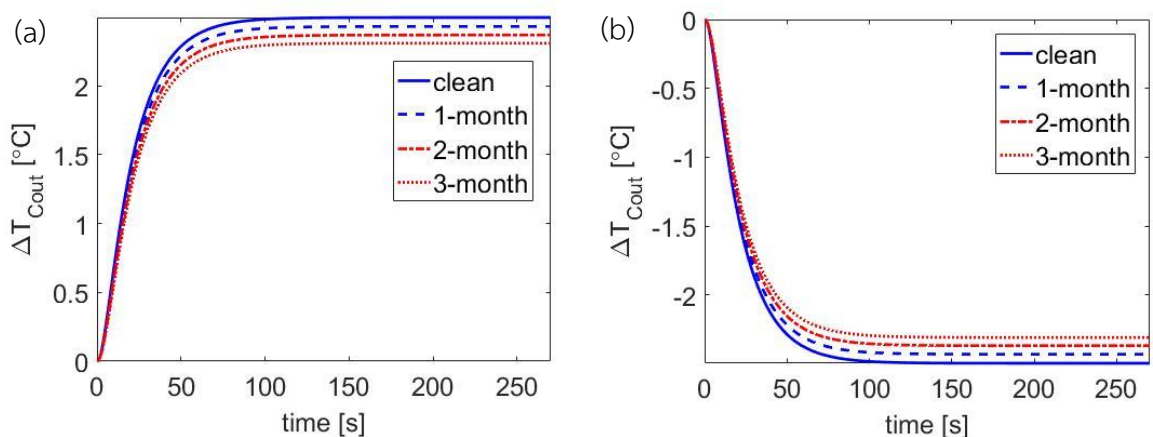 (a)
2
1.5
1
0.5
0
ΔT_Cout [°C]
clean
1-month
2-month
3-month
0 50 100 150 200 250
time [s]
(b)
0
-0.5
-1
-1.5
-2
ΔT_Cout [°C]
clean
1-month
2-month
3-month
0 50 100 150 200 250
time [s]